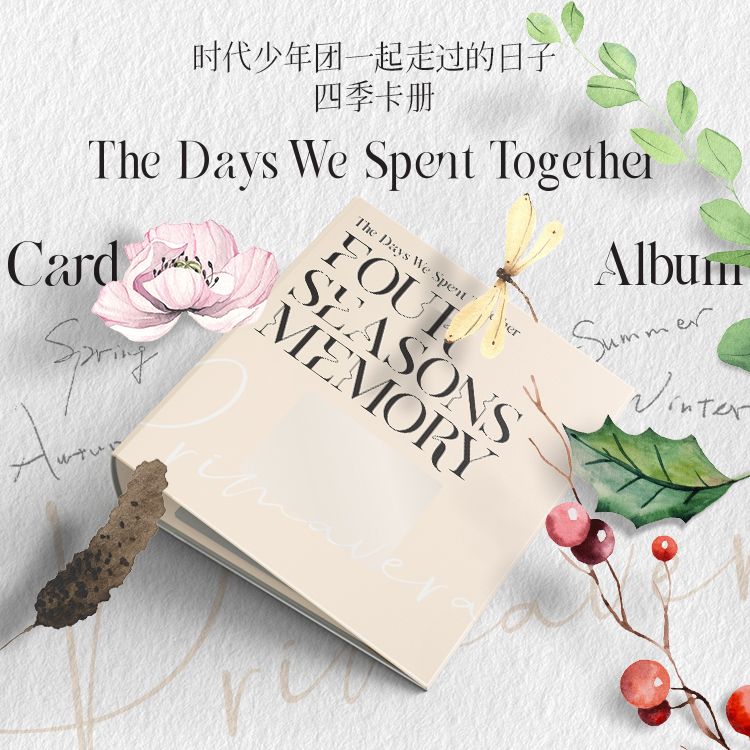 时代少年团一起走过的日子
四季卡册
The Days We Spent Together
Card Album
Spring
Summer
Autumn
Winter
The Days We Spent Together
FOUR
SEASONS
MEMORY
Primavera
Primavera